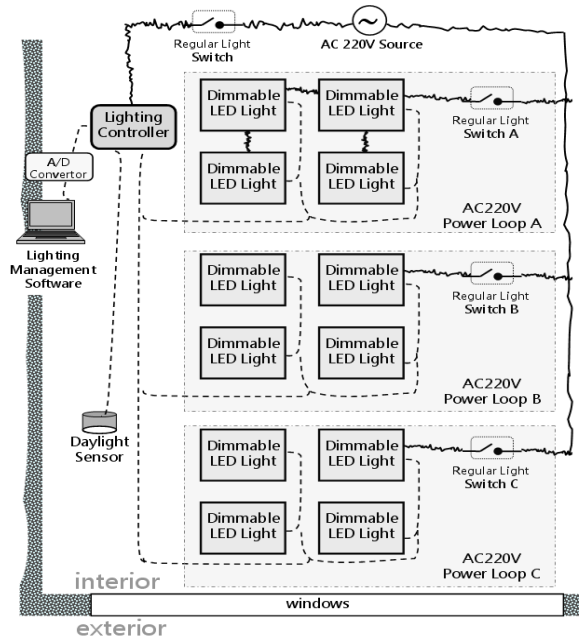 Regular Light
Switch
AC 220V Source
Lighting
Controller
A/D
Convertor
Lighting
Management
Software
Daylight
Sensor
Dimmable
LED Light
Dimmable
LED Light
Regular Light
Switch A
Dimmable
LED Light
Dimmable
LED Light
AC220V
Power Loop A
Dimmable
LED Light
Dimmable
LED Light
Regular Light
Switch B
Dimmable
LED Light
Dimmable
LED Light
AC220V
Power Loop B
Dimmable
LED Light
Dimmable
LED Light
Regular Light
Switch C
Dimmable
LED Light
Dimmable
LED Light
AC220V
Power Loop C
interior
windows
exterior